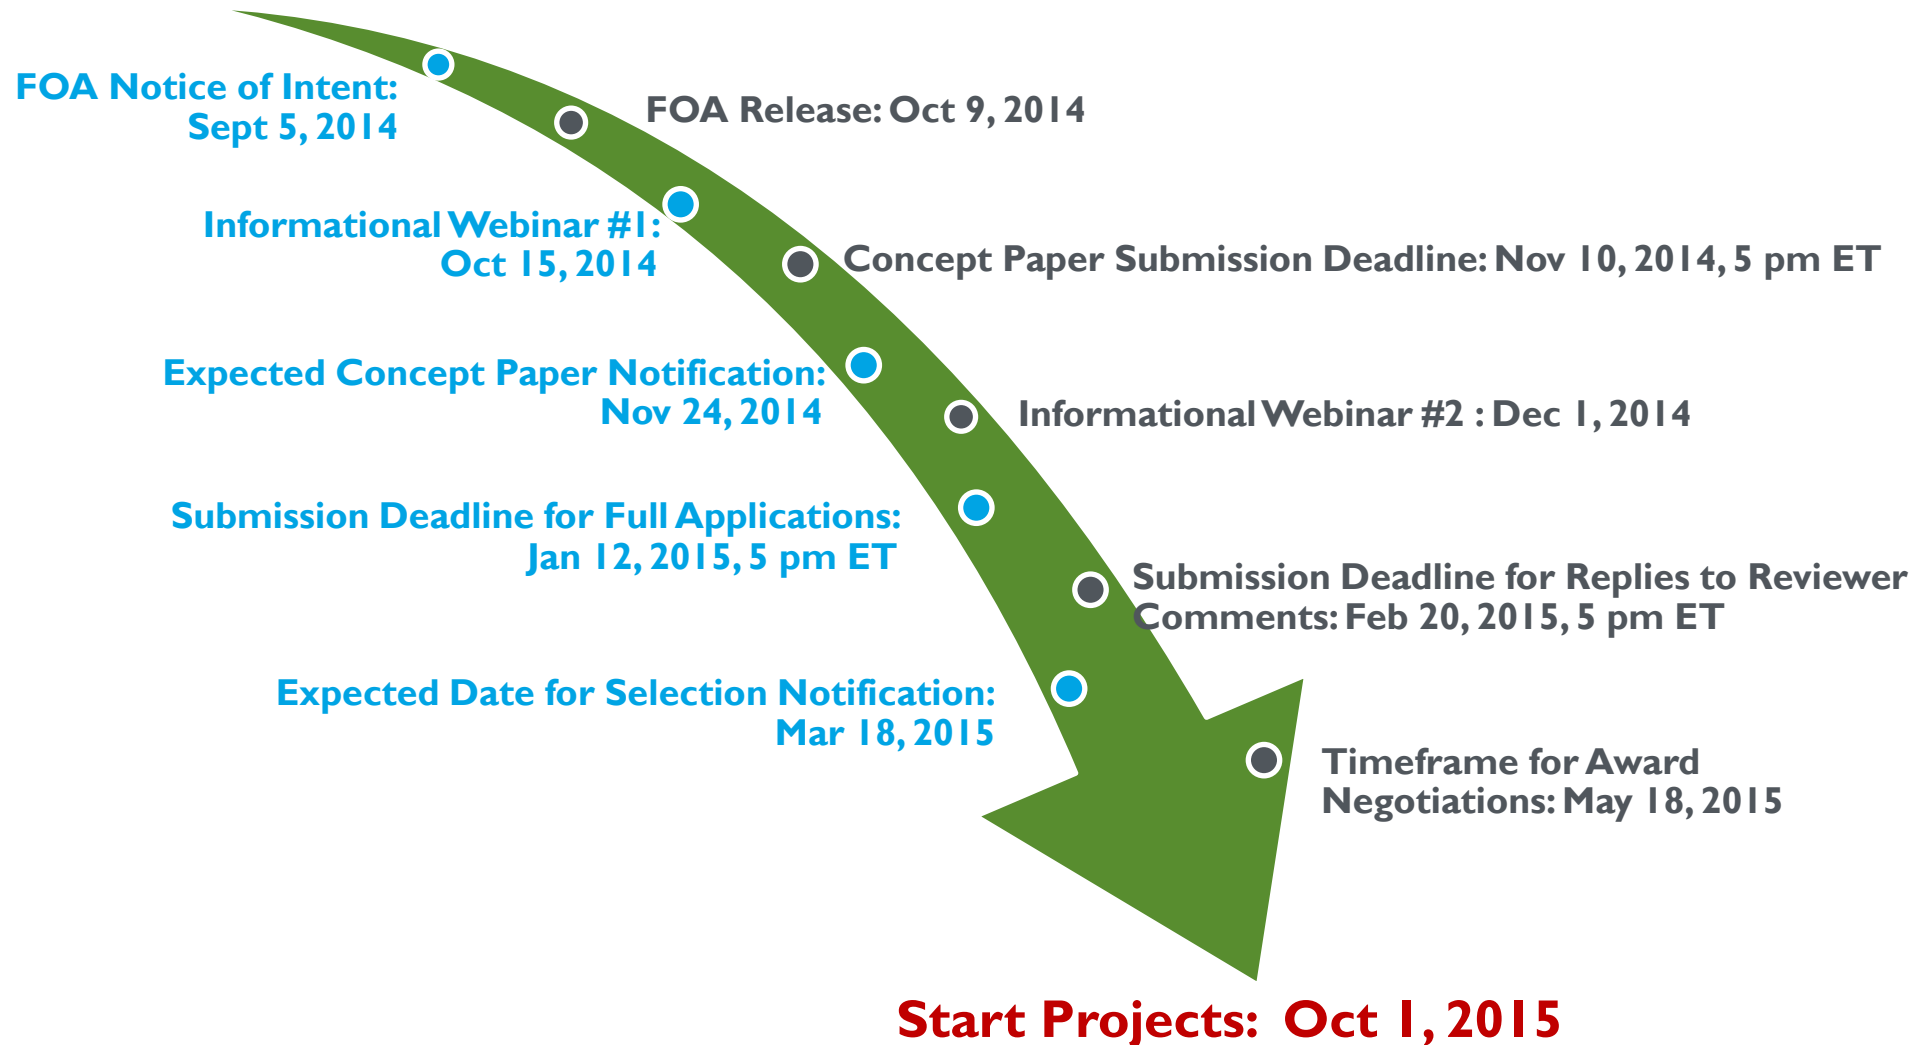 FOA Notice of Intent:
Sept 5, 2014
FOA Release: Oct 9, 2014
Informational Webinar #1:
Oct 15, 2014
Concept Paper Submission Deadline: Nov 10, 2014, 5 pm ET
Expected Concept Paper Notification:
Nov 24, 2014
Informational Webinar #2 : Dec 1, 2014
Submission Deadline for Full Applications:
Jan 12, 2015, 5 pm ET
Submission Deadline for Replies to Reviewer
Comments: Feb 20, 2015, 5 pm ET
Expected Date for Selection Notification:
Mar 18, 2015
Timeframe for Award
Negotiations: May 18, 2015
Start Projects: Oct 1, 2015